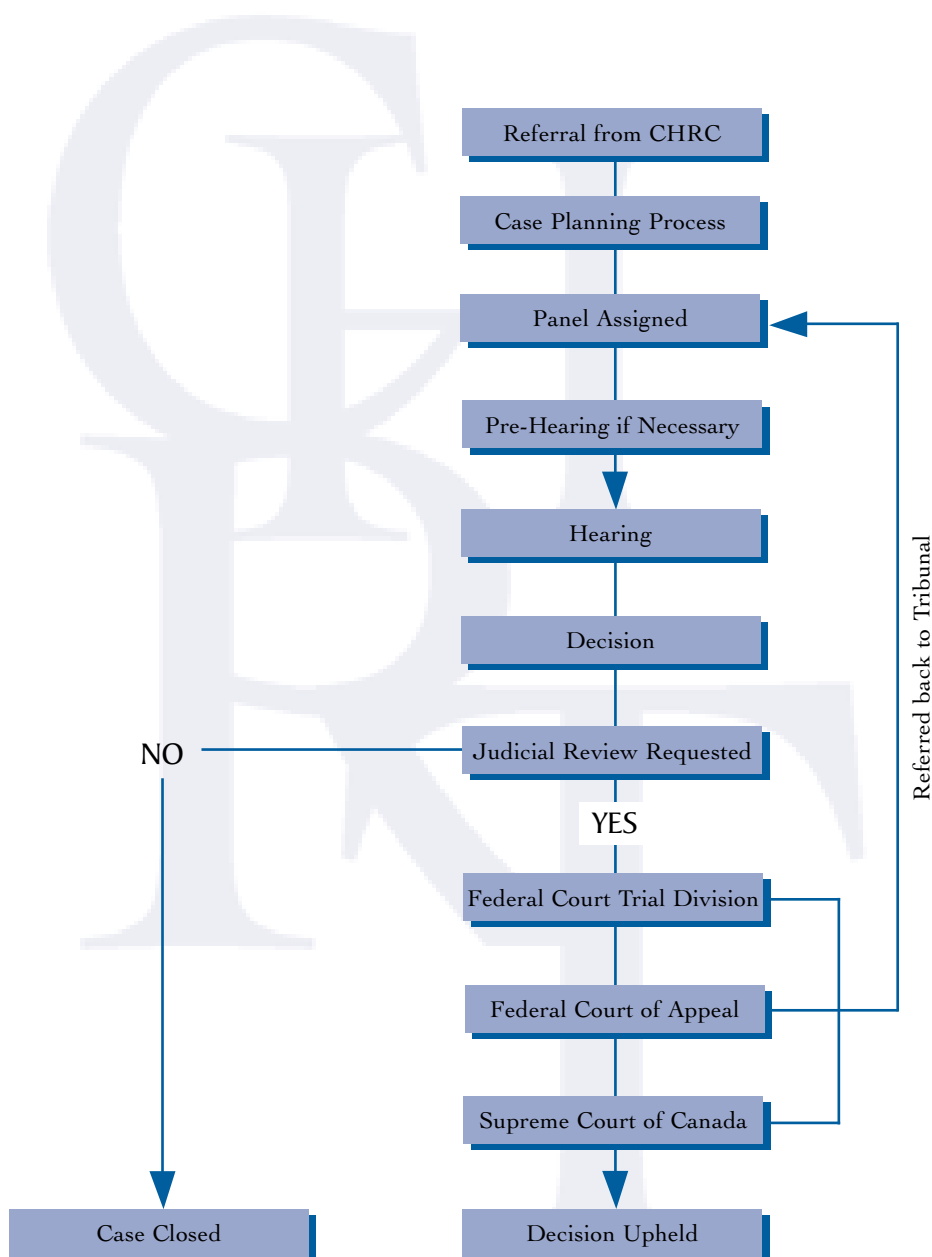 Referral from CHRC
Case Planning Process
Panel Assigned
Pre-Hearing if Necessary
Hearing
Decision
Judicial Review Requested
NO
YES
Federal Court Trial Division
Federal Court of Appeal
Supreme Court of Canada
Referred back to Tribunal
Case Closed
Decision Upheld
CHRT